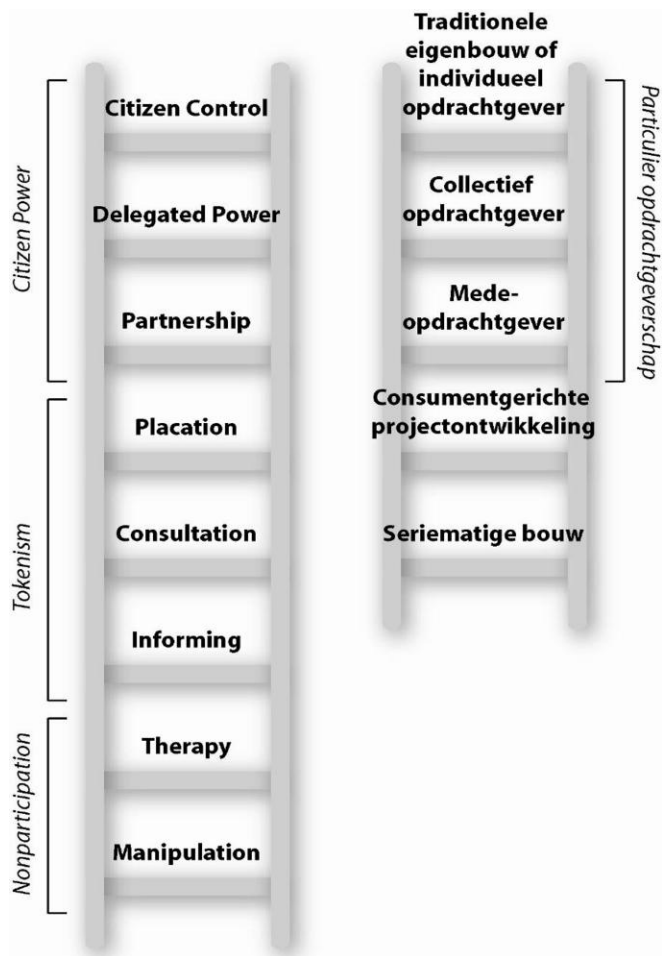 Citizen Power
Tokenism
Nonparticipation
Citizen Control
Delegated Power
Partnership
Placation
Consultation
Informing
Therapy
Manipulation
Traditionele
eigenbouw of
individueel
opdrachtgever
Collectief
opdrachtgever
Mede-
opdrachtgever
Consumentgerichte
projectontwikkeling
Seriematige bouw
Particulier opdrachtgeverschap